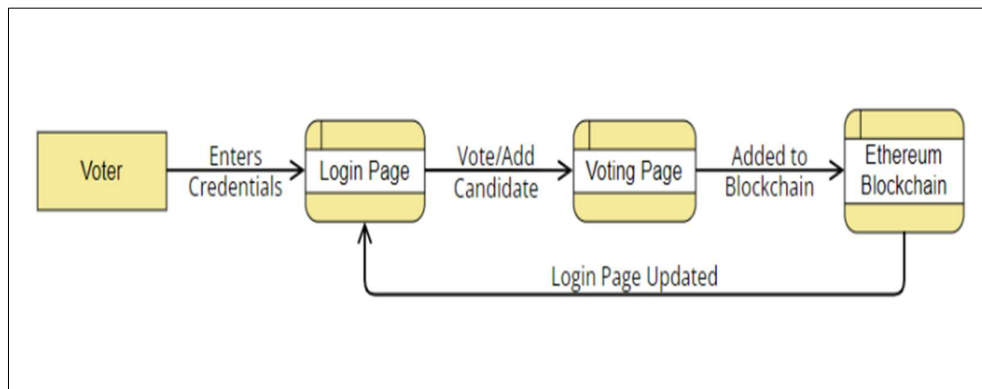 Voter
Enters
Credentials
Login Page
Vote/Add
Candidate
Voting Page
Added to
Blockchain
Ethereum
Blockchain
Login Page Updated